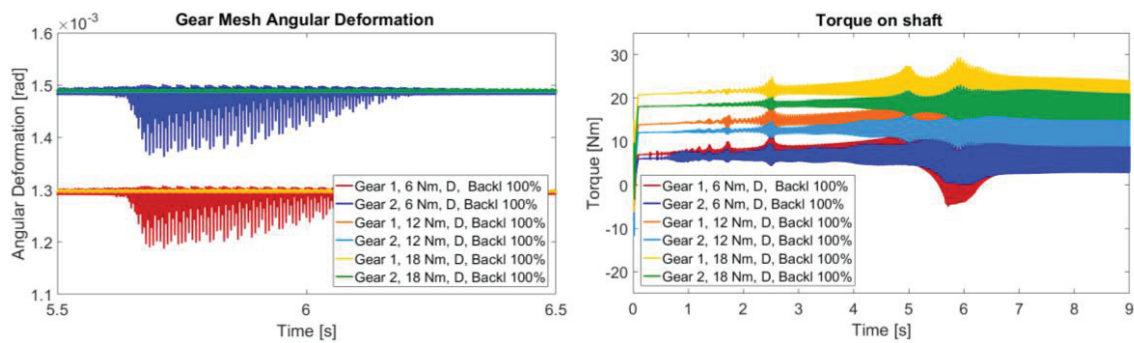 Gear Mesh Angular Deformation
×10⁻³
1.6
1.5
1.4
1.3
1.2
1.1
Angular Deformation [rad]
Gear 1, 6 Nm, D, Backl 100%
Gear 2, 6 Nm, D, Backl 100%
Gear 1, 12 Nm, D, Backl 100%
Gear 2, 12 Nm, D, Backl 100%
Gear 1, 18 Nm, D, Backl 100%
Gear 2, 18 Nm, D, Backl 100%
5.5 6 6.5
Time [s]
Torque on shaft
30
20
10
0
-10
-20
Torque [Nm]
Gear 1, 6 Nm, D, Backl 100%
Gear 2, 6 Nm, D, Backl 100%
Gear 1, 12 Nm, D, Backl 100%
Gear 2, 12 Nm, D, Backl 100%
Gear 1, 18 Nm, D, Backl 100%
Gear 2, 18 Nm, D, Backl 100%
0 1 2 3 4 5 6 7 8 9
Time [s]